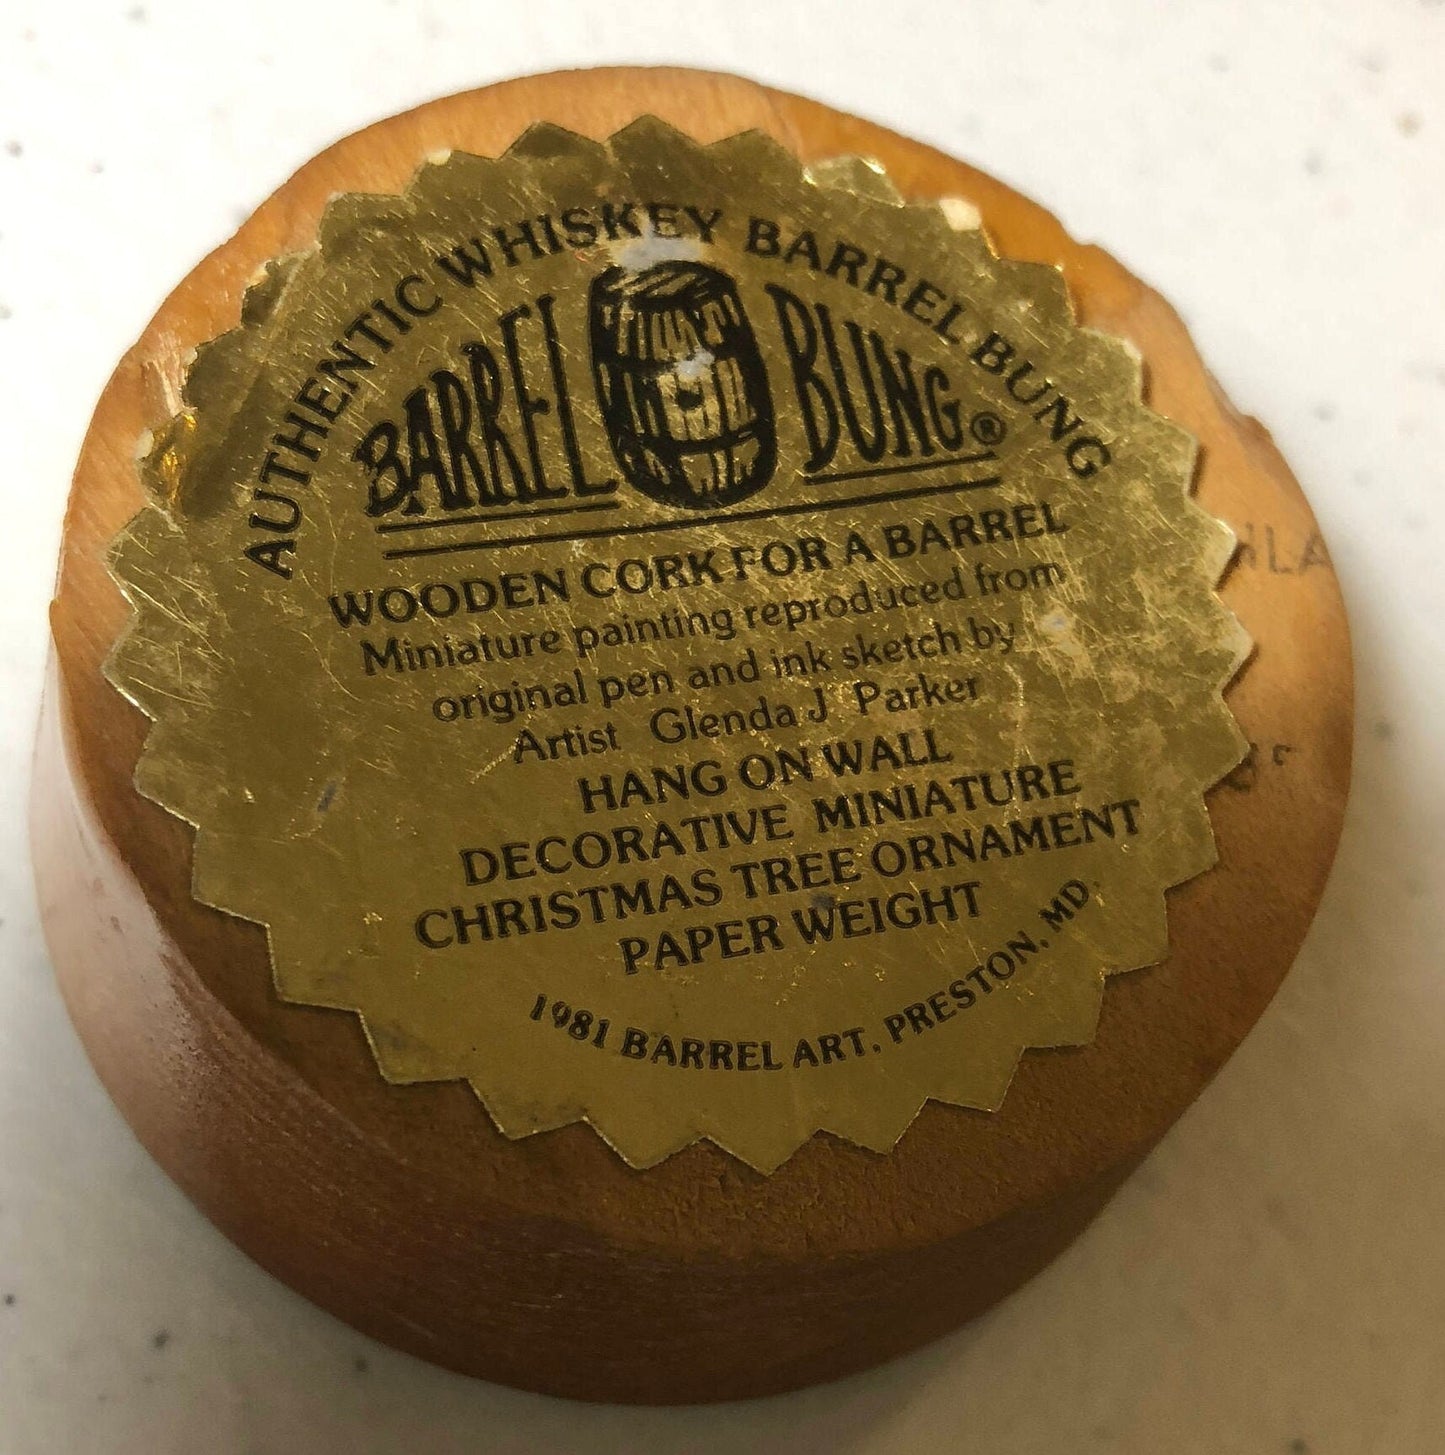 AUTHENTIC WHISKEY BARREL BUNG
BARREL BUNG®
WOODEN CORK FOR A BARREL
Miniature painting reproduced from
original pen and ink sketch by
Artist Glenda J Parker
HANG ON WALL
DECORATIVE MINIATURE
CHRISTMAS TREE ORNAMENT
PAPER WEIGHT
1981 BARREL ART, PRESTON, MD.